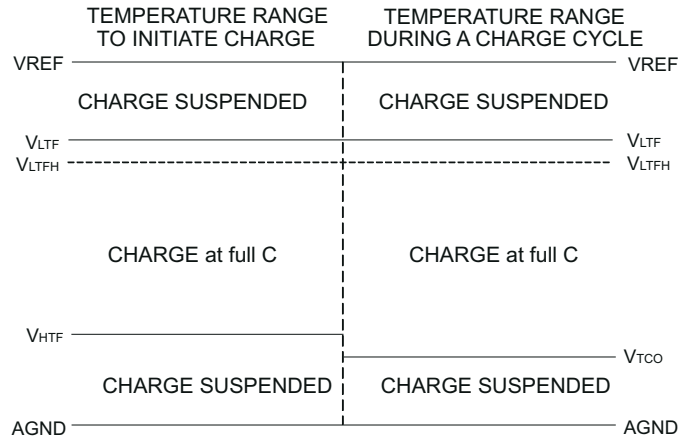 TEMPERATURE RANGE
TO INITIATE CHARGE
TEMPERATURE RANGE
DURING A CHARGE CYCLE
VREF
VREF
CHARGE SUSPENDED
CHARGE SUSPENDED
VLTF
VLTF
VLTFH
VLTFH
CHARGE at full C
CHARGE at full C
VHTF
VTCO
CHARGE SUSPENDED
CHARGE SUSPENDED
AGND
AGND